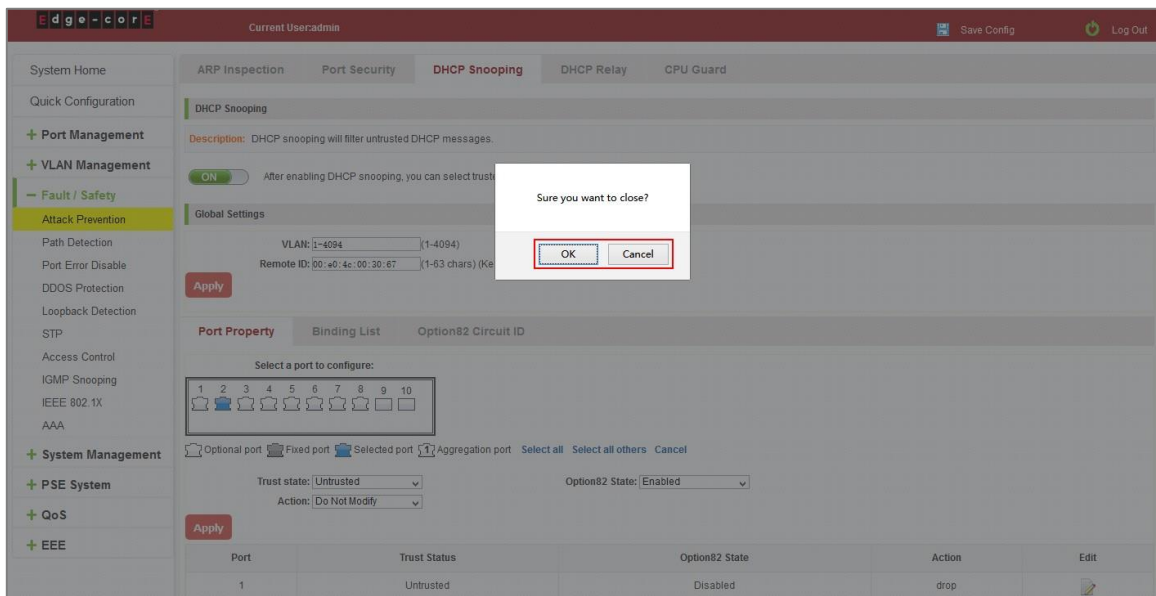 Edge-corE
Current User:admin
Save Config
Log Out
System Home
Quick Configuration
+ Port Management
+ VLAN Management
− Fault / Safety
Attack Prevention
Path Detection
Port Error Disable
DDOS Protection
Loopback Detection
STP
Access Control
IGMP Snooping
IEEE 802.1X
AAA
+ System Management
+ PSE System
+ QoS
+ EEE
ARP Inspection Port Security DHCP Snooping DHCP Relay CPU Guard
DHCP Snooping
Description: DHCP snooping will filter untrusted DHCP messages.
ON After enabling DHCP snooping, you can select truste
Sure you want to close?
OK Cancel
Global Settings
VLAN: 1-4094 (1-4094)
Remote ID: 00:e0:4c:00:30:67 (1-63 chars) (Ke
Apply
Port Property Binding List Option82 Circuit ID
Select a port to configure:
1 2 3 4 5 6 7 8 9 10
Optional port Fixed port Selected port 1 Aggregation port Select all Select all others Cancel
Trust state: Untrusted Option82 State: Enabled
Action: Do Not Modify
Apply
Port Trust Status Option82 State Action Edit
1 Untrusted Disabled drop